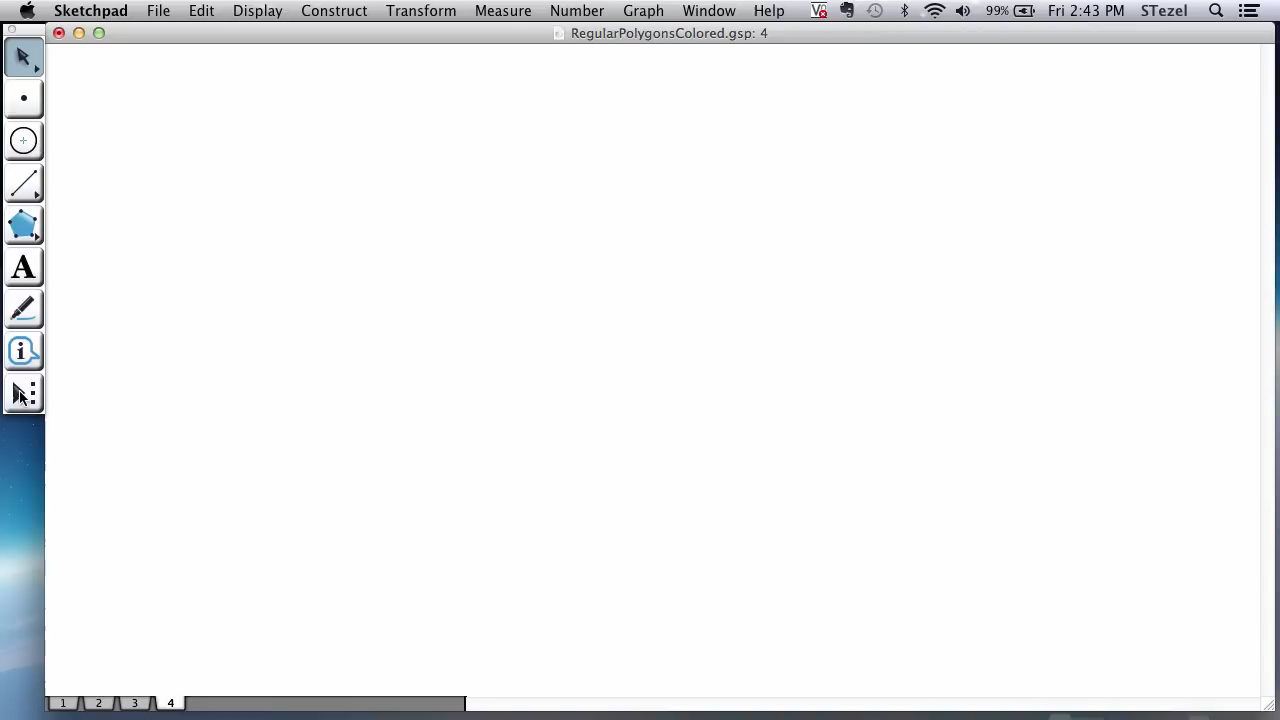 Sketchpad File Edit Display Construct Transform Measure Number Graph Window Help 99% Fri 2:43 PM STezel
RegularPolygonsColored.gsp: 4
A
i
1 2 3 4